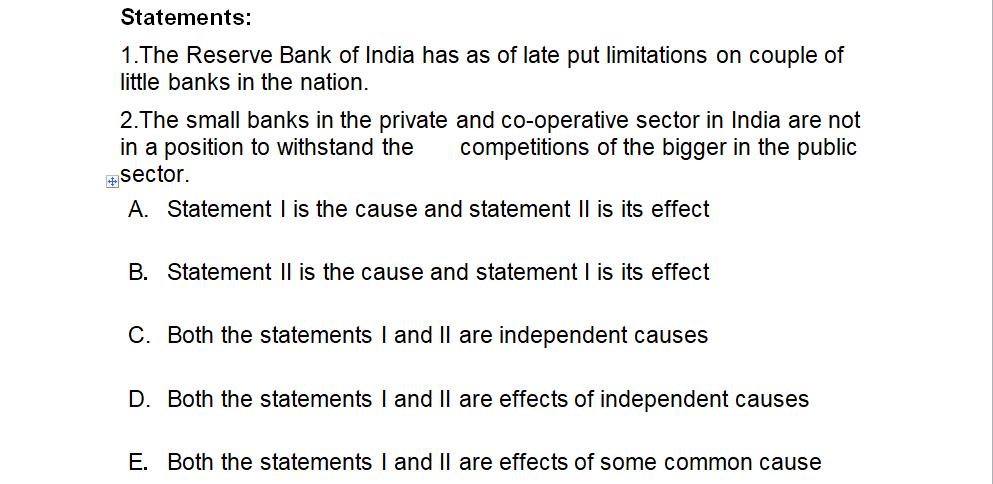 Statements:
1.The Reserve Bank of India has as of late put limitations on couple of
little banks in the nation.
2.The small banks in the private and co-operative sector in India are not
in a position to withstand the competitions of the bigger in the public
sector.
A. Statement I is the cause and statement II is its effect
B. Statement II is the cause and statement I is its effect
C. Both the statements I and II are independent causes
D. Both the statements I and II are effects of independent causes
E. Both the statements I and II are effects of some common cause